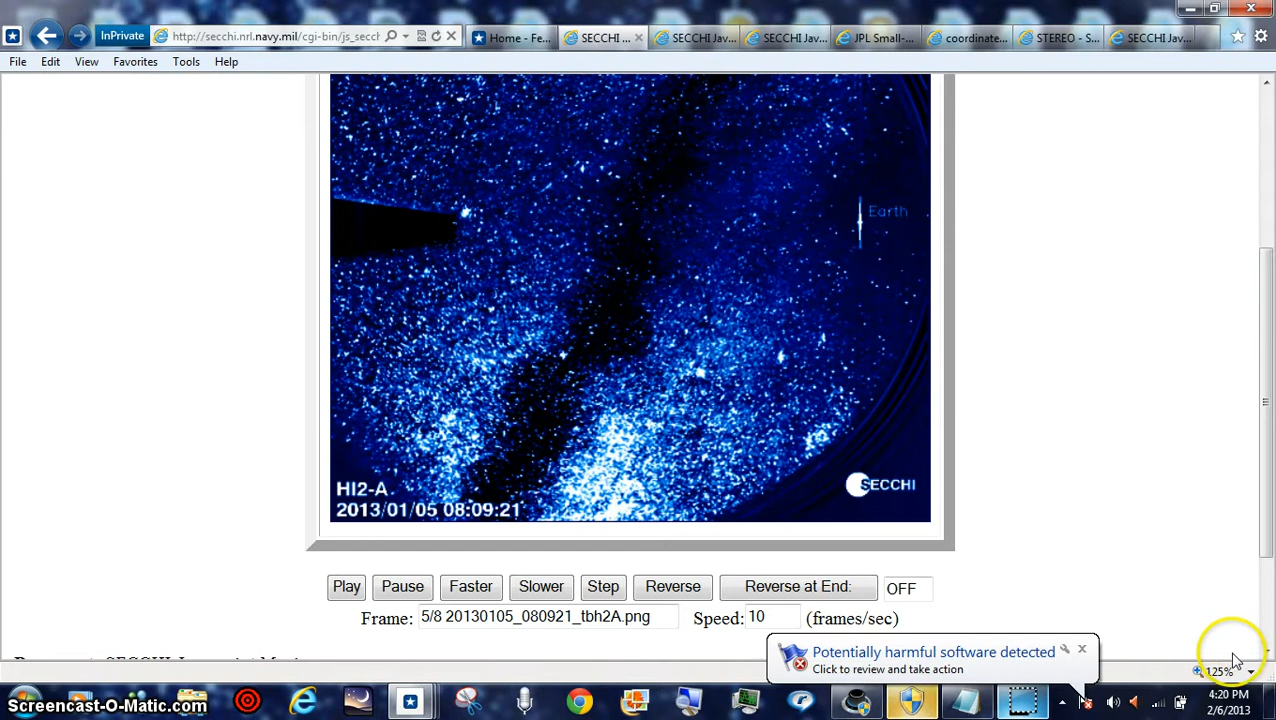 InPrivate
http://secchi.nrl.navy.mil/cgi-bin/js_secch
Home - Fe...
SECCHI ...
SECCHI Jav...
SECCHI Jav...
JPL Small-...
coordinate...
STEREO - S...
SECCHI Jav...
File Edit View Favorites Tools Help
Earth
HI2-A
2013/01/05 08:09:21
SECCHI
Play Pause Faster Slower Step Reverse Reverse at End: OFF
Frame: 5/8 20130105_080921_tbh2A.png Speed: 10 (frames/sec)
Potentially harmful software detected
Click to review and take action
125%
Screencast-O-Matic.com
4:20 PM
2/6/2013